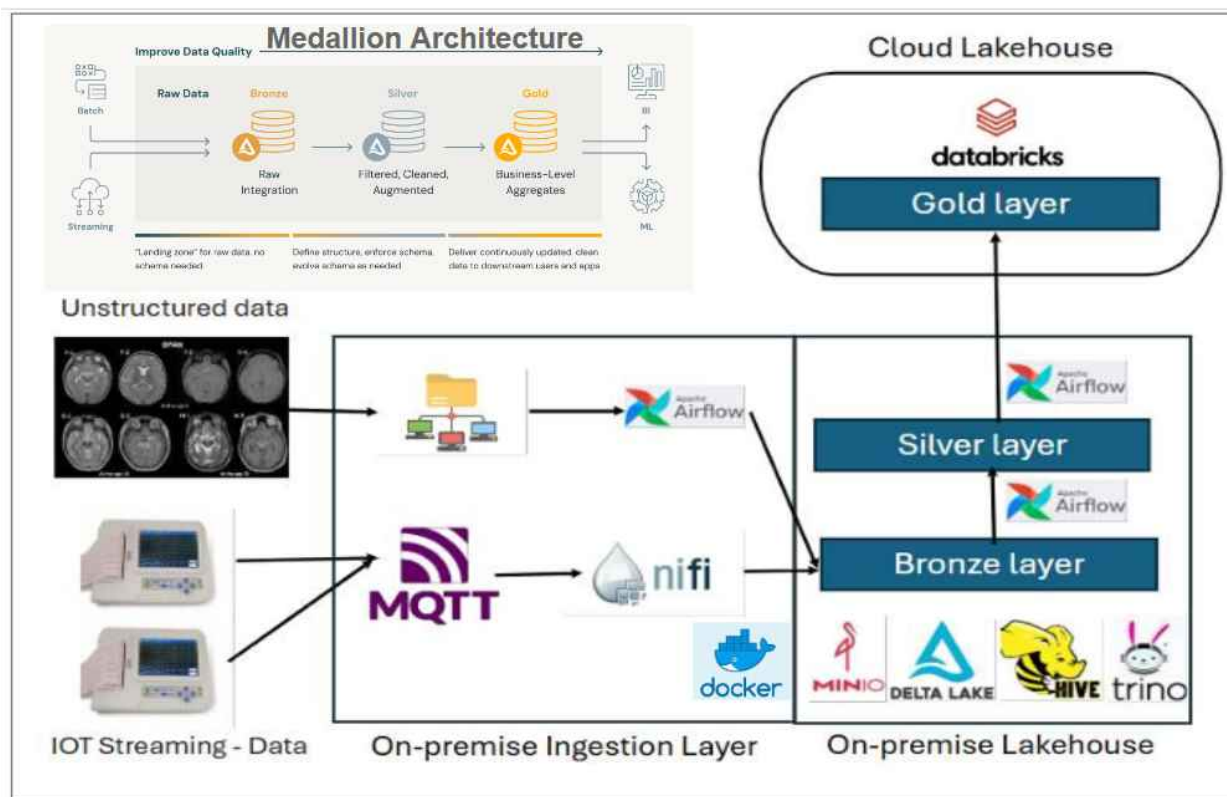 Medallion Architecture
Improve Data Quality
Raw Data
Bronze
Silver
Gold
Batch
Streaming
BI
ML
Raw
Integration
Filtered, Cleaned,
Augmented
Business-Level
Aggregates
"Landing zone" for raw data, no
schema needed
Define structure, enforce schema,
evolve schema as needed
Deliver continuously updated, clean
data to downstream users and apps
Cloud Lakehouse
databricks
Gold layer
Unstructured data
Apache
Airflow
Apache
Airflow
Silver layer
Apache
Airflow
Bronze layer
MQTT
nifi
docker
MINIO
DELTA LAKE
HIVE
trino
IOT Streaming - Data
On-premise Ingestion Layer
On-premise Lakehouse